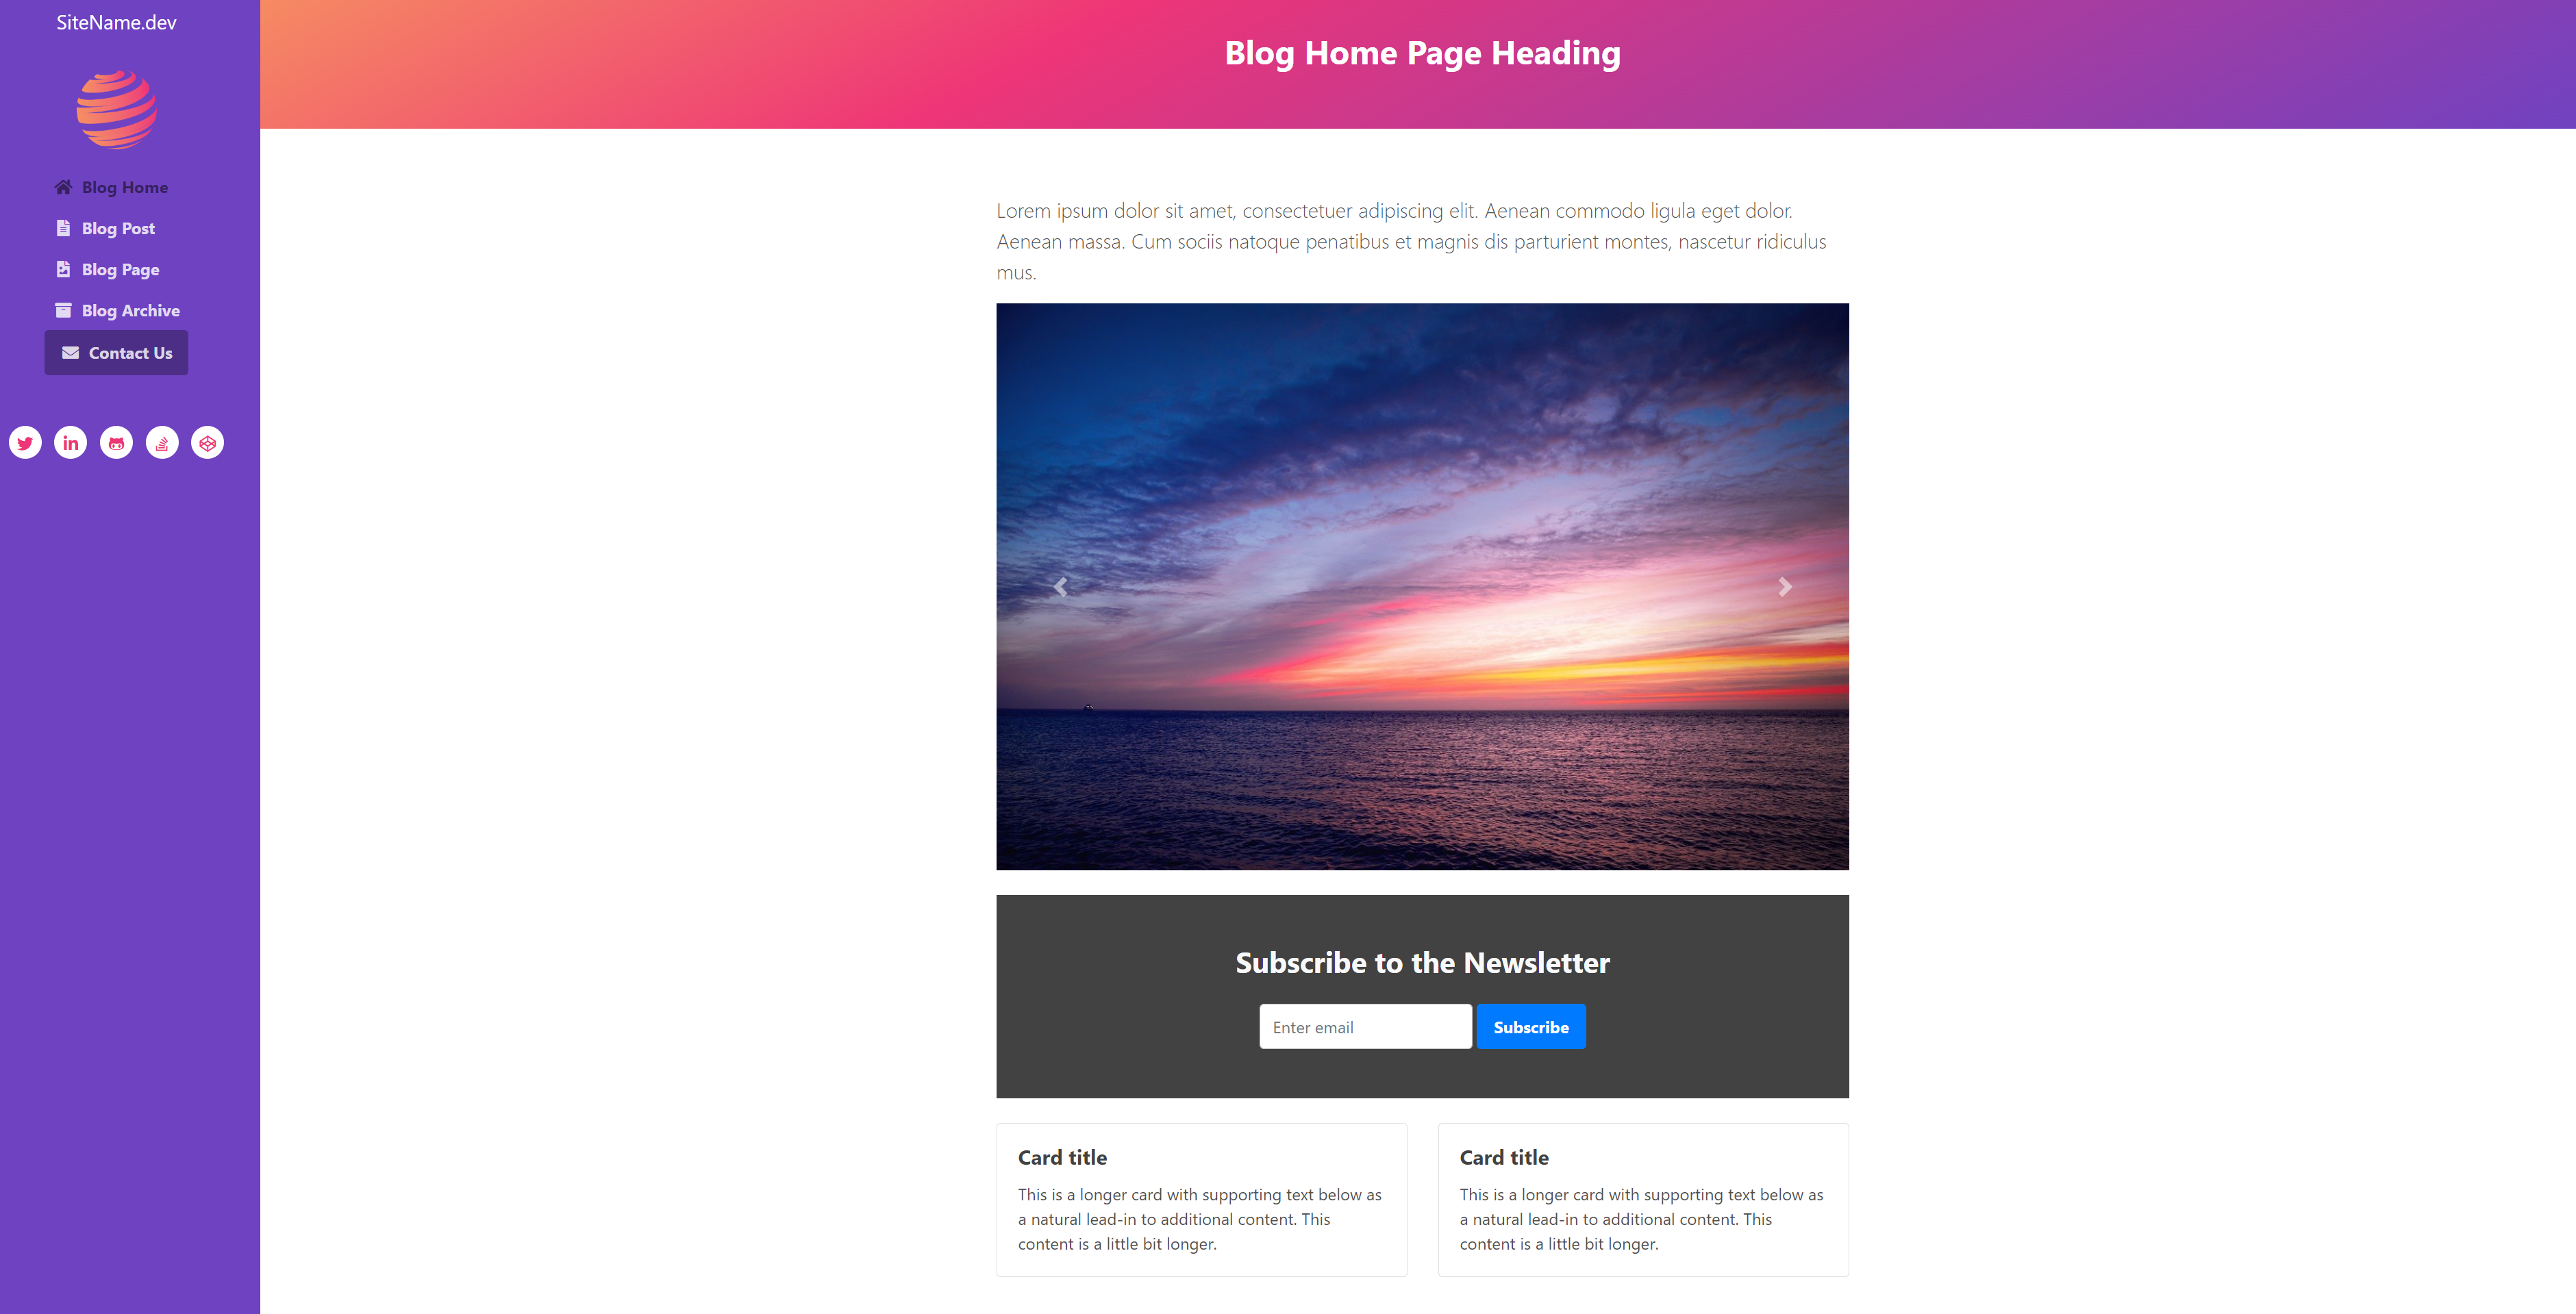 SiteName.dev
Blog Home
Blog Post
Blog Page
Blog Archive
Contact Us
Blog Home Page Heading
Lorem ipsum dolor sit amet, consectetuer adipiscing elit. Aenean commodo ligula eget dolor.
Aenean massa. Cum sociis natoque penatibus et magnis dis parturient montes, nascetur ridiculus
mus.
Subscribe to the Newsletter
Enter email
Subscribe
Card title
This is a longer card with supporting text below as
a natural lead-in to additional content. This
content is a little bit longer.
Card title
This is a longer card with supporting text below as
a natural lead-in to additional content. This
content is a little bit longer.